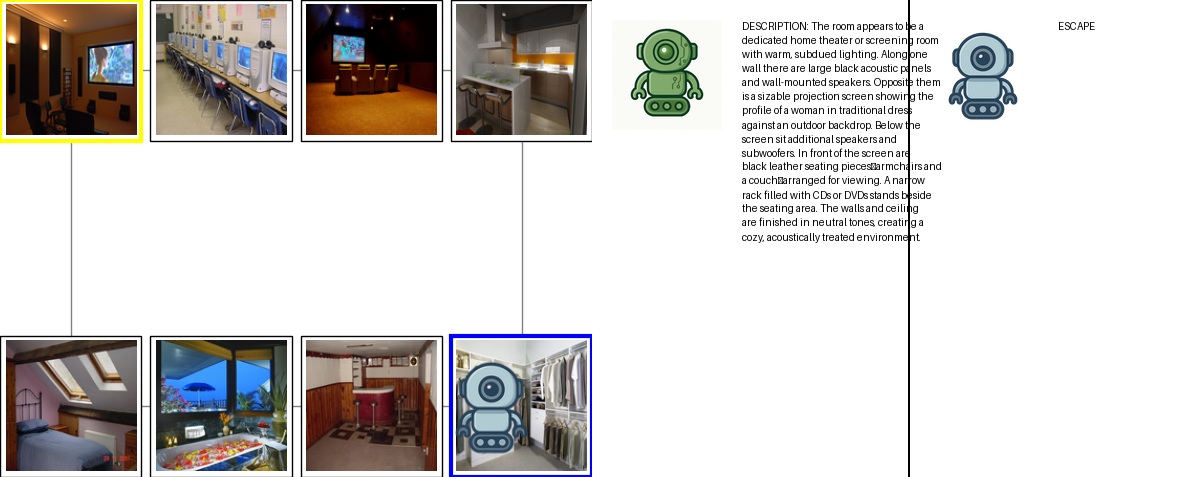 DESCRIPTION: The room appears to be a
dedicated home theater or screening room
with warm, subdued lighting. Along one
wall there are large black acoustic panels
and wall-mounted speakers. Opposite them
is a sizable projection screen showing the
profile of a woman in traditional dress
against an outdoor backdrop. Below the
screen sit additional speakers and
subwoofers. In front of the screen are
black leather seating pieces☒armchairs and
a couch☒arranged for viewing. A narrow
rack filled with CDs or DVDs stands beside
the seating area. The walls and ceiling
are finished in neutral tones, creating a
cozy, acoustically treated environment.
ESCAPE